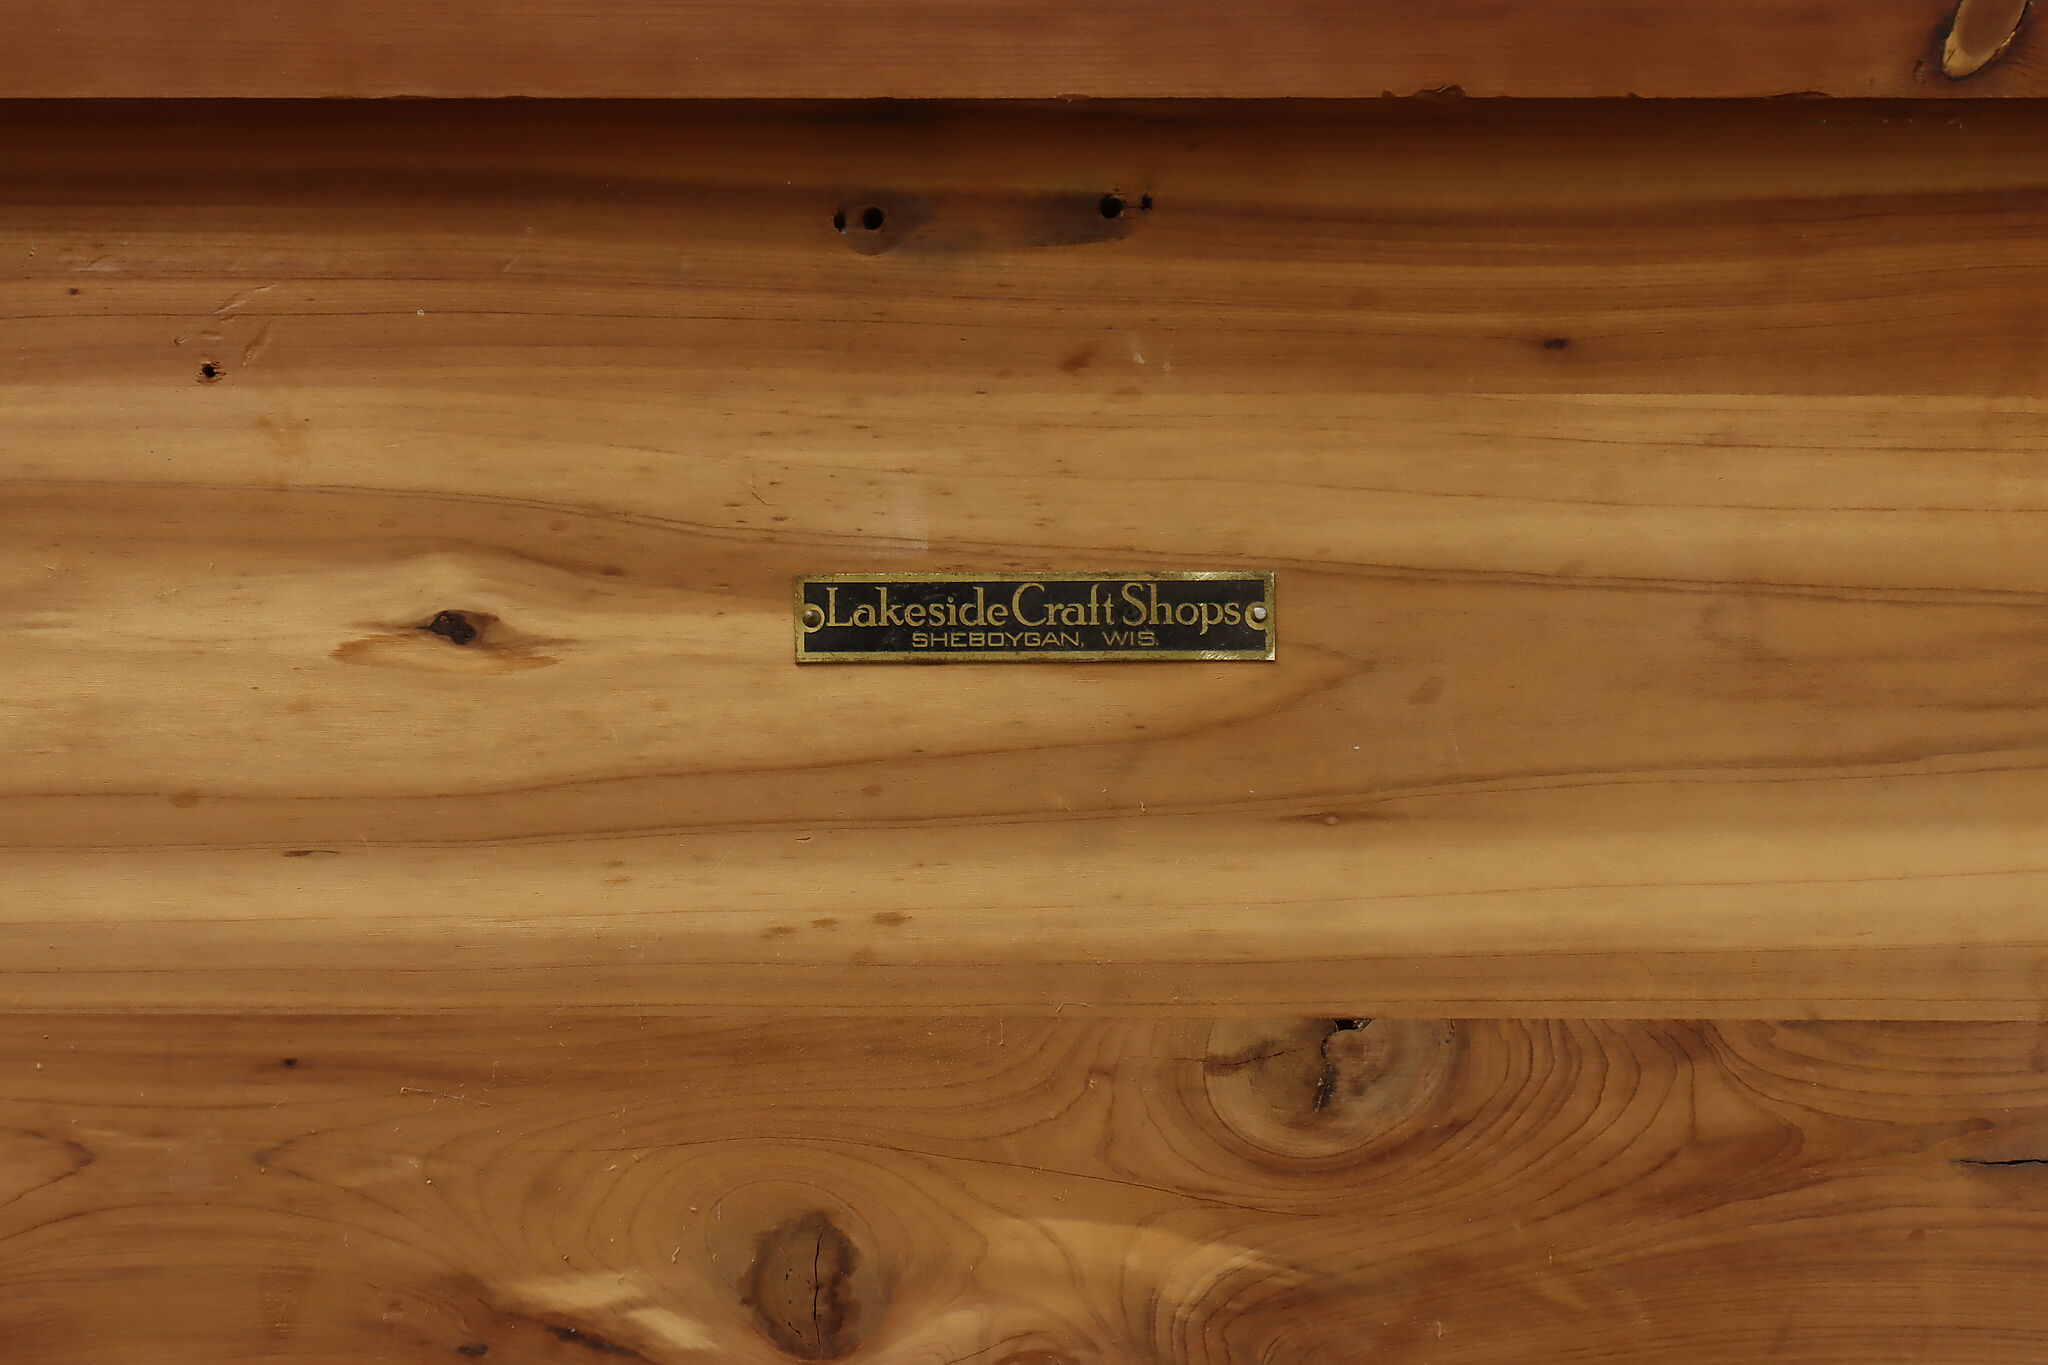 Lakeside Craft Shops
SHEBOYGAN, WIS.